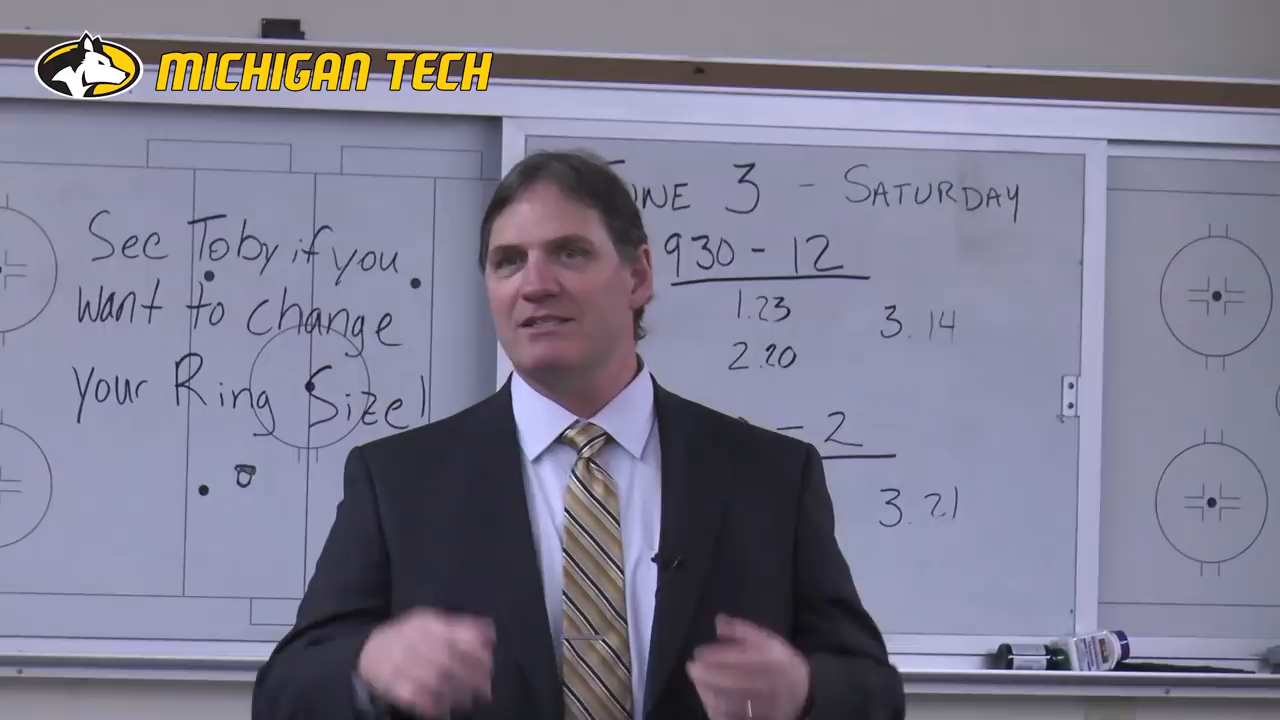 MICHIGAN TECH
See Toby if you
want to change
your Ring Size!
UNE 3 - SATURDAY
930 - 12
1.23
2.20
3.14
- 2
3.21